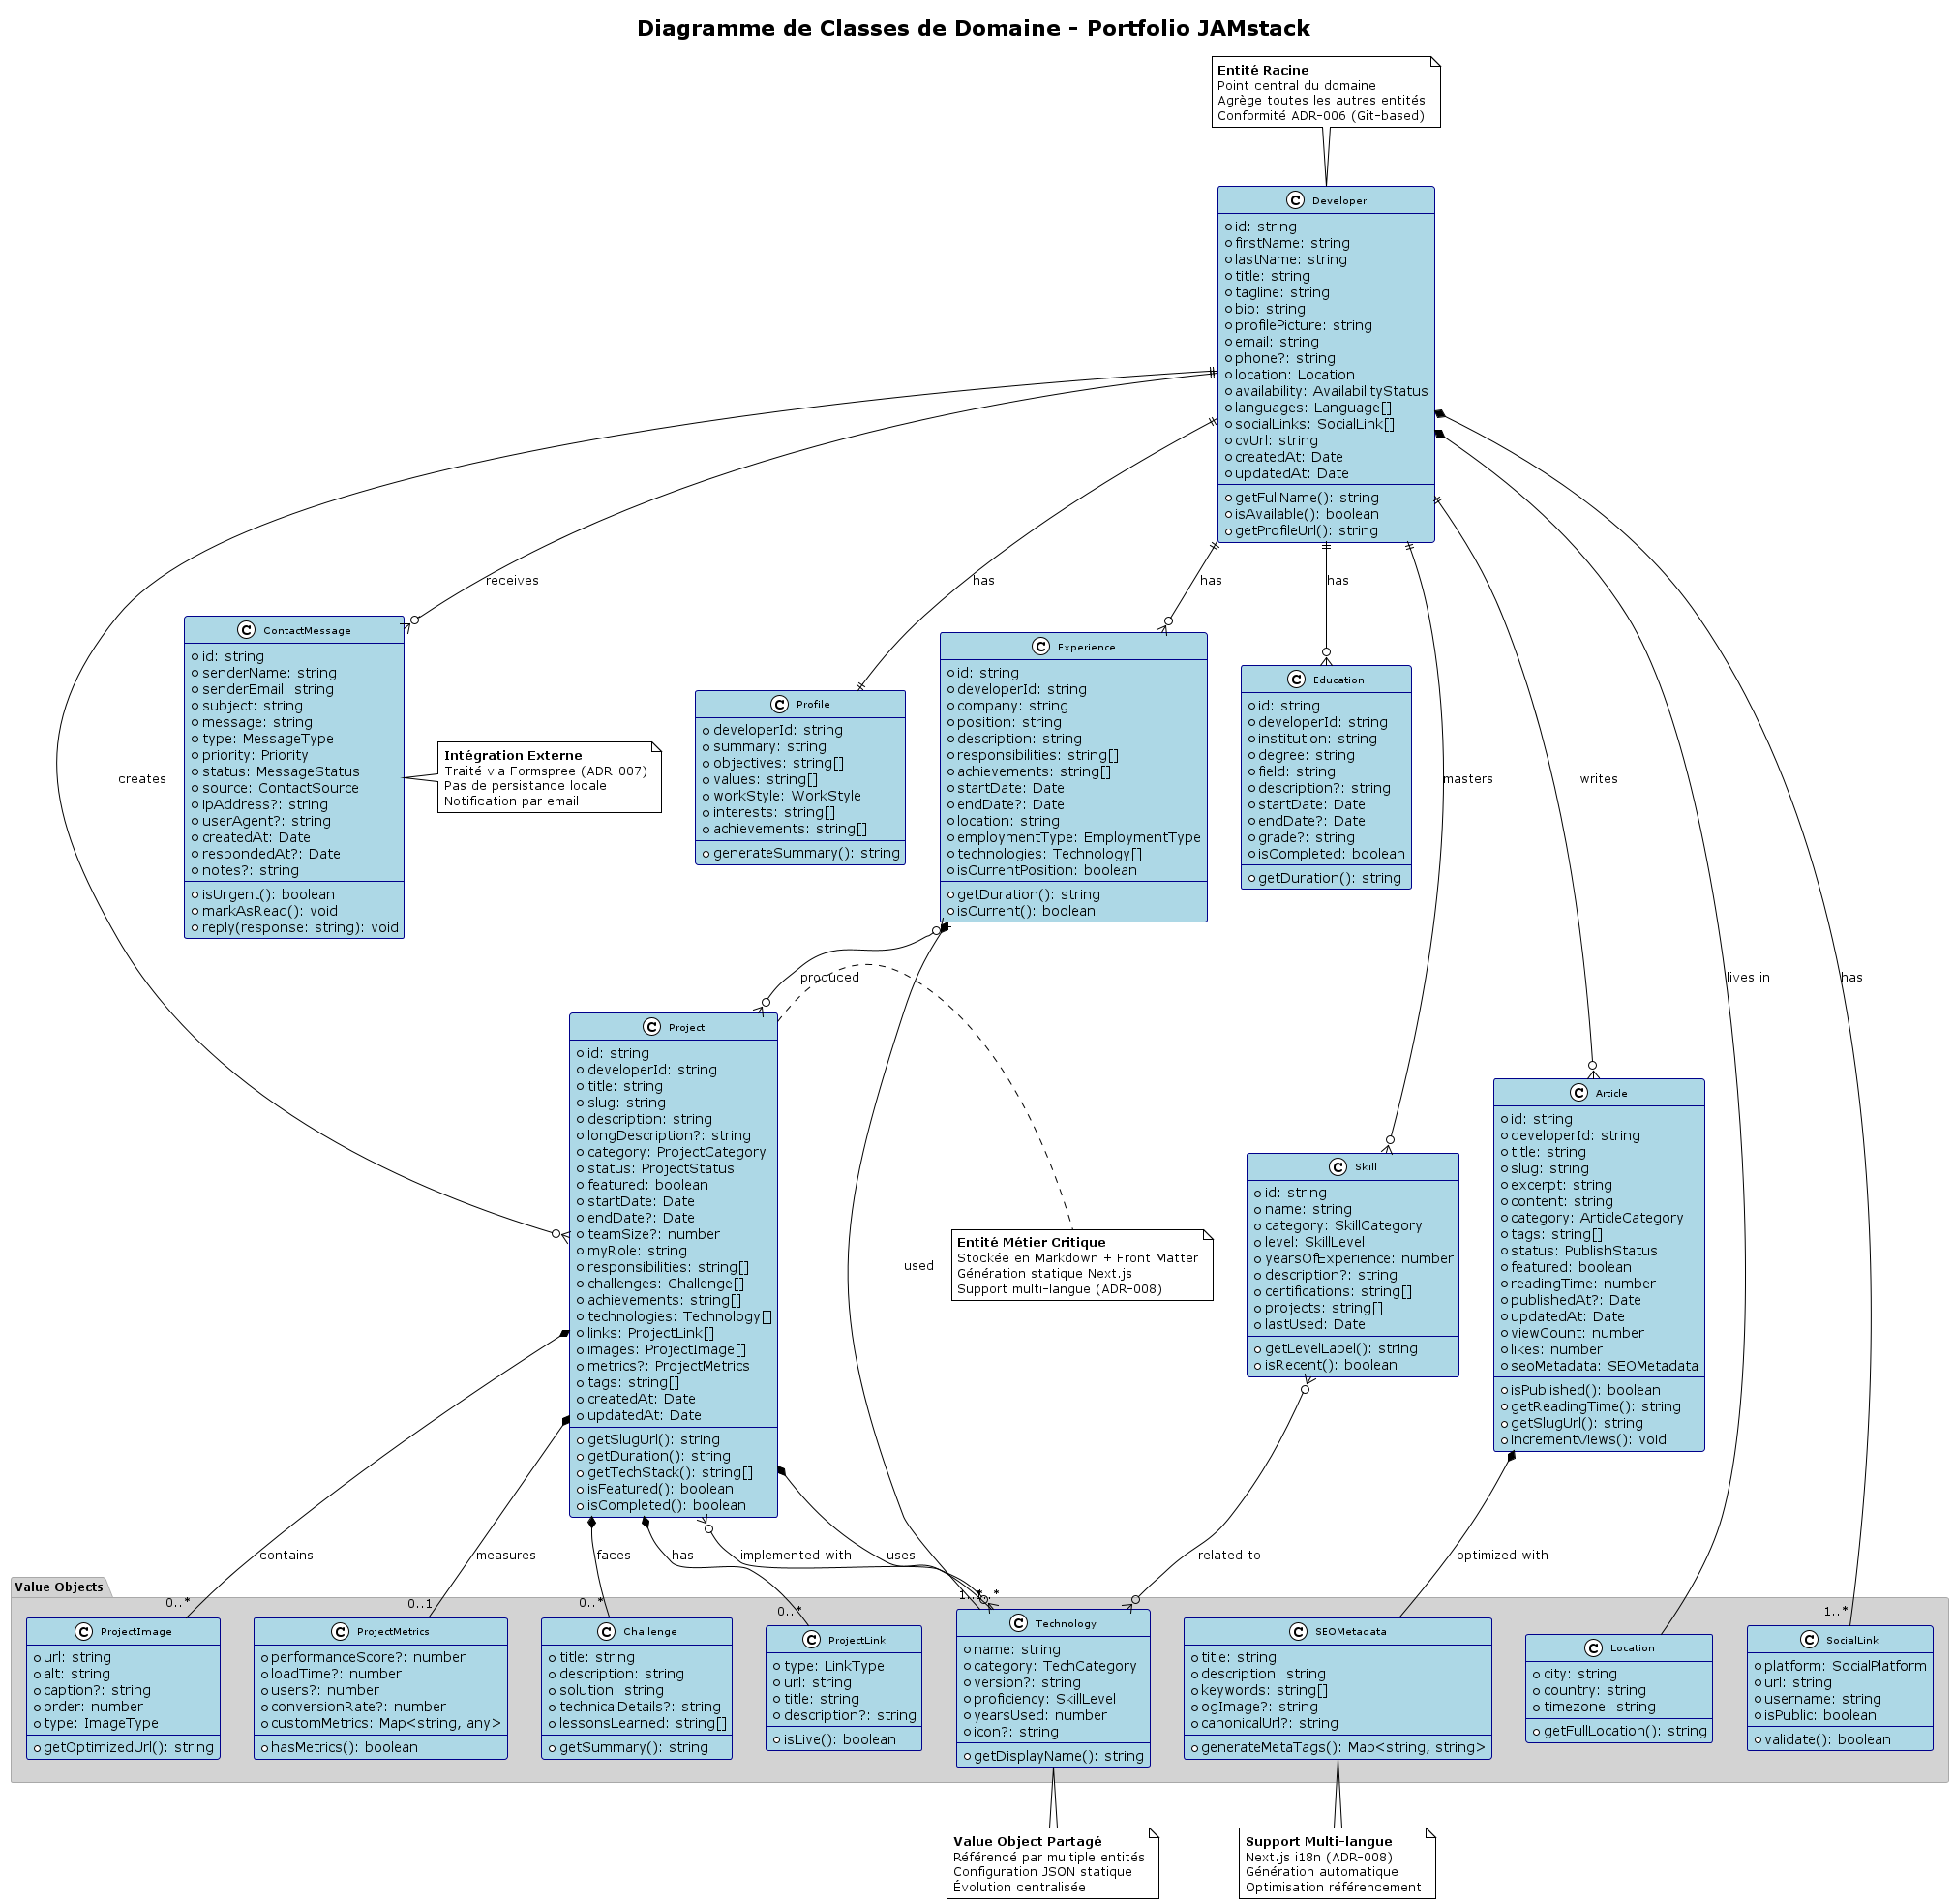 Diagramme de Classes de Domaine - Portfolio JAMstack
Entité Racine
Point central du domaine
Agrège toutes les autres entités
Conformité ADR-006 (Git-based)
C Developer
id: string
firstName: string
lastName: string
title: string
tagline: string
bio: string
profilePicture: string
email: string
phone?: string
location: Location
availability: AvailabilityStatus
languages: Language[]
socialLinks: SocialLink[]
cvUrl: string
createdAt: Date
updatedAt: Date
getFullName(): string
isAvailable(): boolean
getProfileUrl(): string
receives
has
has
has
creates
masters
writes
lives in
has
C ContactMessage
id: string
senderName: string
senderEmail: string
subject: string
message: string
type: MessageType
priority: Priority
status: MessageStatus
source: ContactSource
ipAddress?: string
userAgent?: string
createdAt: Date
respondedAt?: Date
notes?: string
isUrgent(): boolean
markAsRead(): void
reply(response: string): void
Intégration Externe
Traité via Formspree (ADR-007)
Pas de persistance locale
Notification par email
C Profile
developerId: string
summary: string
objectives: string[]
values: string[]
workStyle: WorkStyle
interests: string[]
achievements: string[]
generateSummary(): string
C Experience
id: string
developerId: string
company: string
position: string
description: string
responsibilities: string[]
achievements: string[]
startDate: Date
endDate?: Date
location: string
employmentType: EmploymentType
technologies: Technology[]
isCurrentPosition: boolean
getDuration(): string
isCurrent(): boolean
C Education
id: string
developerId: string
institution: string
degree: string
field: string
description?: string
startDate: Date
endDate?: Date
grade?: string
isCompleted: boolean
getDuration(): string
produced
used
C Project
id: string
developerId: string
title: string
slug: string
description: string
longDescription?: string
category: ProjectCategory
status: ProjectStatus
featured: boolean
startDate: Date
endDate?: Date
teamSize?: number
myRole: string
responsibilities: string[]
challenges: Challenge[]
achievements: string[]
technologies: Technology[]
links: ProjectLink[]
images: ProjectImage[]
metrics?: ProjectMetrics
tags: string[]
createdAt: Date
updatedAt: Date
getSlugUrl(): string
getDuration(): string
getTechStack(): string[]
isFeatured(): boolean
isCompleted(): boolean
Entité Métier Critique
Stockée en Markdown + Front Matter
Génération statique Next.js
Support multi-langue (ADR-008)
C Skill
id: string
name: string
category: SkillCategory
level: SkillLevel
yearsOfExperience: number
description?: string
certifications: string[]
projects: string[]
lastUsed: Date
getLevelLabel(): string
isRecent(): boolean
C Article
id: string
developerId: string
title: string
slug: string
excerpt: string
content: string
category: ArticleCategory
tags: string[]
status: PublishStatus
featured: boolean
readingTime: number
publishedAt?: Date
updatedAt: Date
viewCount: number
likes: number
seoMetadata: SEOMetadata
isPublished(): boolean
getReadingTime(): string
getSlugUrl(): string
incrementViews(): void
contains
measures
faces
has
implemented with
uses
related to
optimized with
Value Objects
0..*
0..1
0..*
0..*
1..*
C ProjectImage
url: string
alt: string
caption?: string
order: number
type: ImageType
getOptimizedUrl(): string
C ProjectMetrics
performanceScore?: number
loadTime?: number
users?: number
conversionRate?: number
customMetrics: Map<string, any>
hasMetrics(): boolean
C Challenge
title: string
description: string
solution: string
technicalDetails?: string
lessonsLearned: string[]
getSummary(): string
C ProjectLink
type: LinkType
url: string
title: string
description?: string
isLive(): boolean
C Technology
name: string
category: TechCategory
version?: string
proficiency: SkillLevel
yearsUsed: number
icon?: string
getDisplayName(): string
C SEOMetadata
title: string
description: string
keywords: string[]
ogImage?: string
canonicalUrl?: string
generateMetaTags(): Map<string, string>
C Location
city: string
country: string
timezone: string
getFullLocation(): string
C SocialLink
platform: SocialPlatform
url: string
username: string
isPublic: boolean
validate(): boolean
Value Object Partagé
Référencé par multiple entités
Configuration JSON statique
Évolution centralisée
Support Multi-langue
Next.js i18n (ADR-008)
Génération automatique
Optimisation référencement